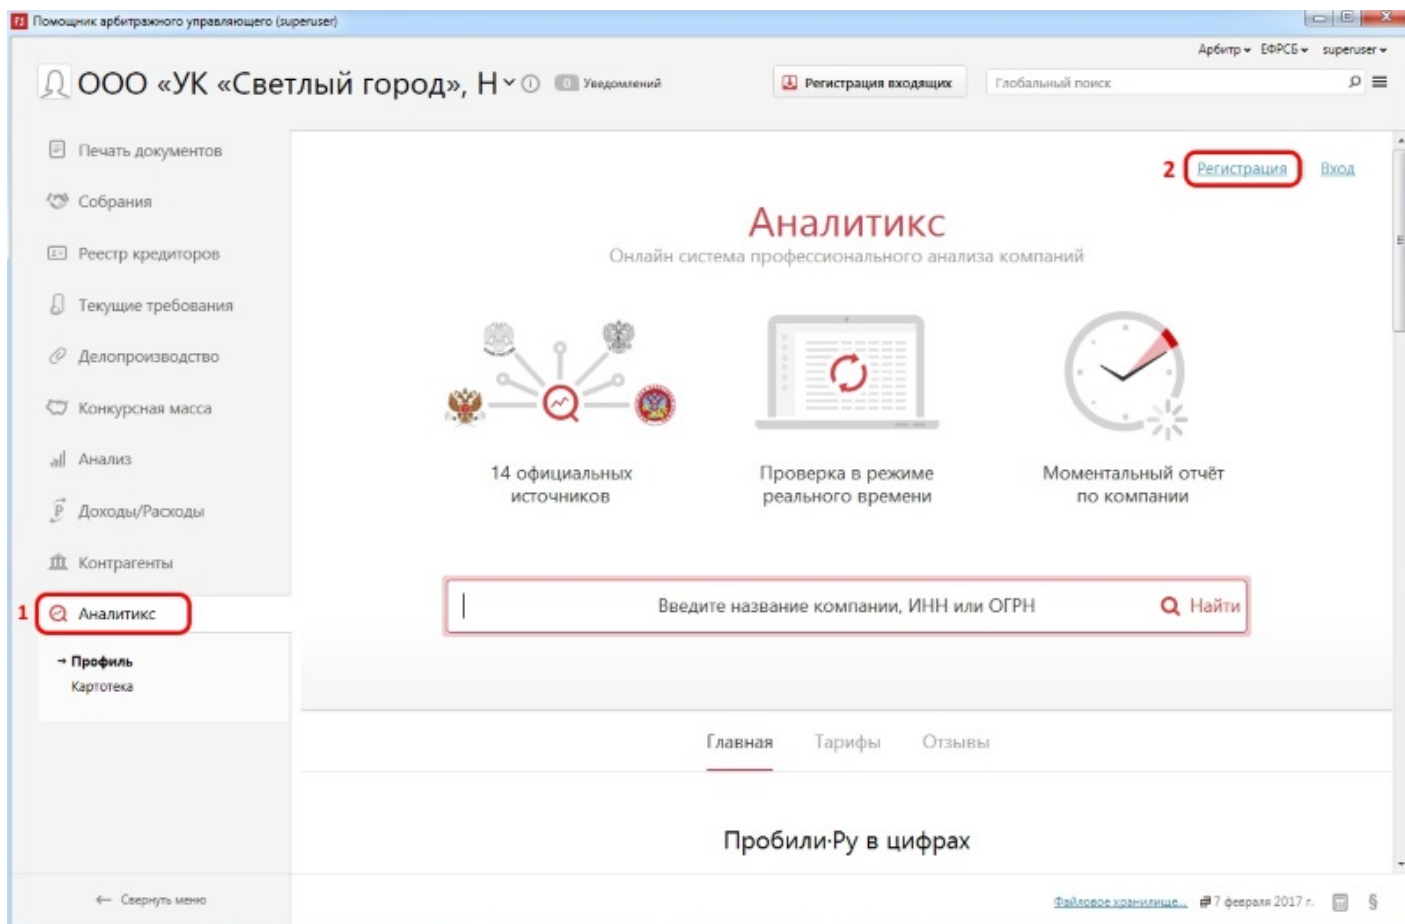 Помощник арбитражного управляющего (superuser)
Арбитр ЕФРСБ superuser
ООО «УК «Светлый город», Н 0 Уведомлений Регистрация входящих Глобальный поиск
Печать документов
Собрания
Реестр кредиторов
Текущие требования
Делопроизводство
Конкурсная масса
Анализ
Доходы/Расходы
Контрагенты
1 Аналитикс
→ Профиль
Картотека
2 Регистрация Вход
Аналитикс
Онлайн система профессионального анализа компаний
14 официальных
источников
Проверка в режиме
реального времени
Моментальный отчёт
по компании
Введите название компании, ИНН или ОГРН Найти
Главная Тарифы Отзывы
Пробили·Ру в цифрах
← Свернуть меню
Файловое хранилище... 7 февраля 2017 г. §